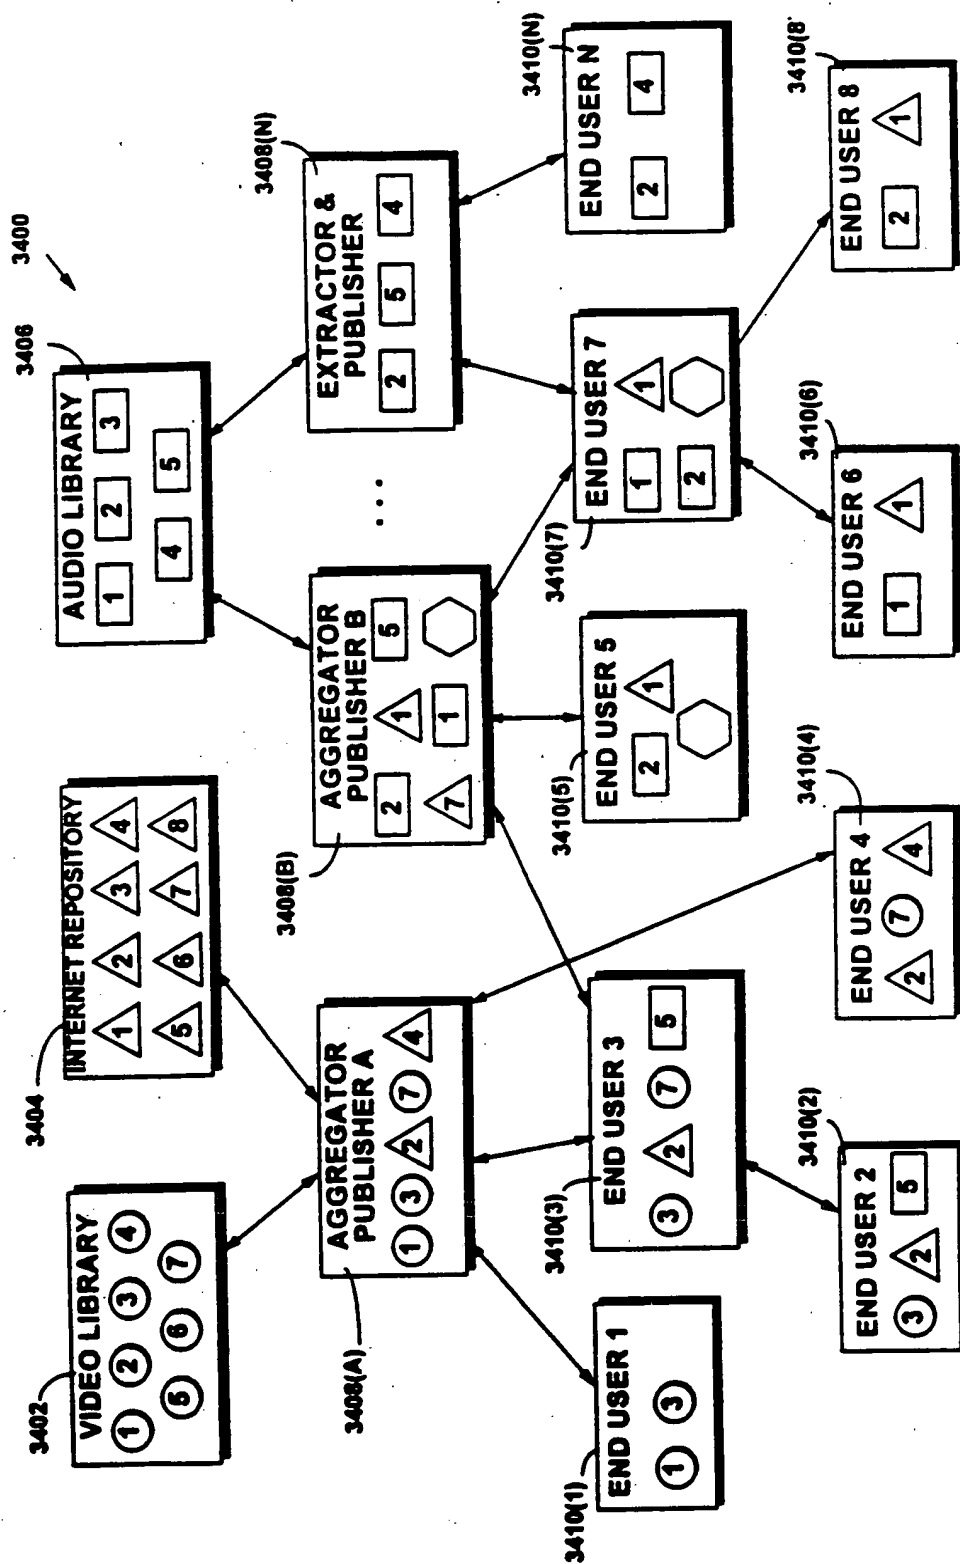 3400
3402
VIDEO LIBRARY
1 2 3 4
5 6 7
3404
INTERNET REPOSITORY
1 2 3 4
5 6 7 8
3406
AUDIO LIBRARY
1 2 3
4 5
3408(A)
AGGREGATOR
PUBLISHER A
1 3 2 7 4
3408(B)
AGGREGATOR
PUBLISHER B
2 1 5
7 1
...
3408(N)
EXTRACTOR &
PUBLISHER
2 5 4
3410(1)
END USER 1
1 3
3410(3)
END USER 3
3 2 7 5
3410(5)
END USER 5
2 1
3410(7)
END USER 7
1 1
2
3410(N)
END USER N
2 4
3410(2)
END USER 2
3 2 5
3410(4)
END USER 4
2 7 4
3410(6)
END USER 6
1 1
3410(8)
END USER 8
2 1